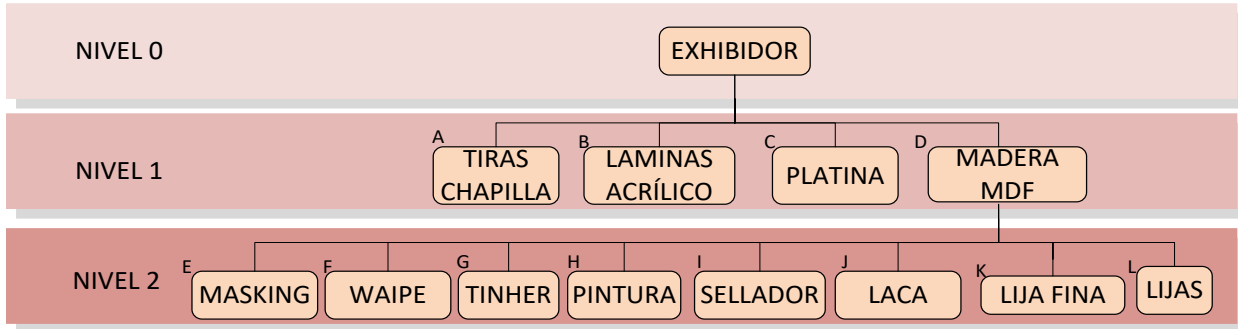 NIVEL 0
EXHIBIDOR
NIVEL 1
A
TIRAS
CHAPILLA
B
LAMINAS
ACRÍLICO
C
PLATINA
D
MADERA
MDF
NIVEL 2
E
MASKING
F
WAIPE
G
TINHER
H
PINTURA
I
SELLADOR
J
LACA
K
LIJA FINA
L
LIJAS